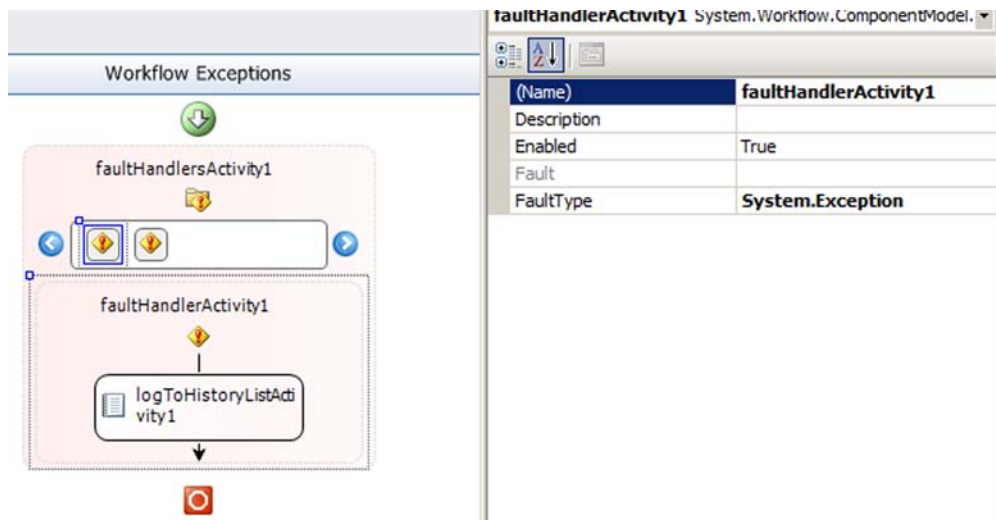 faultHandlerActivity1 System.Workflow.ComponentModel.
Workflow Exceptions
faultHandlersActivity1
faultHandlerActivity1
logToHistoryListActi
vity1
(Name) faultHandlerActivity1
Description
Enabled True
Fault
FaultType System.Exception